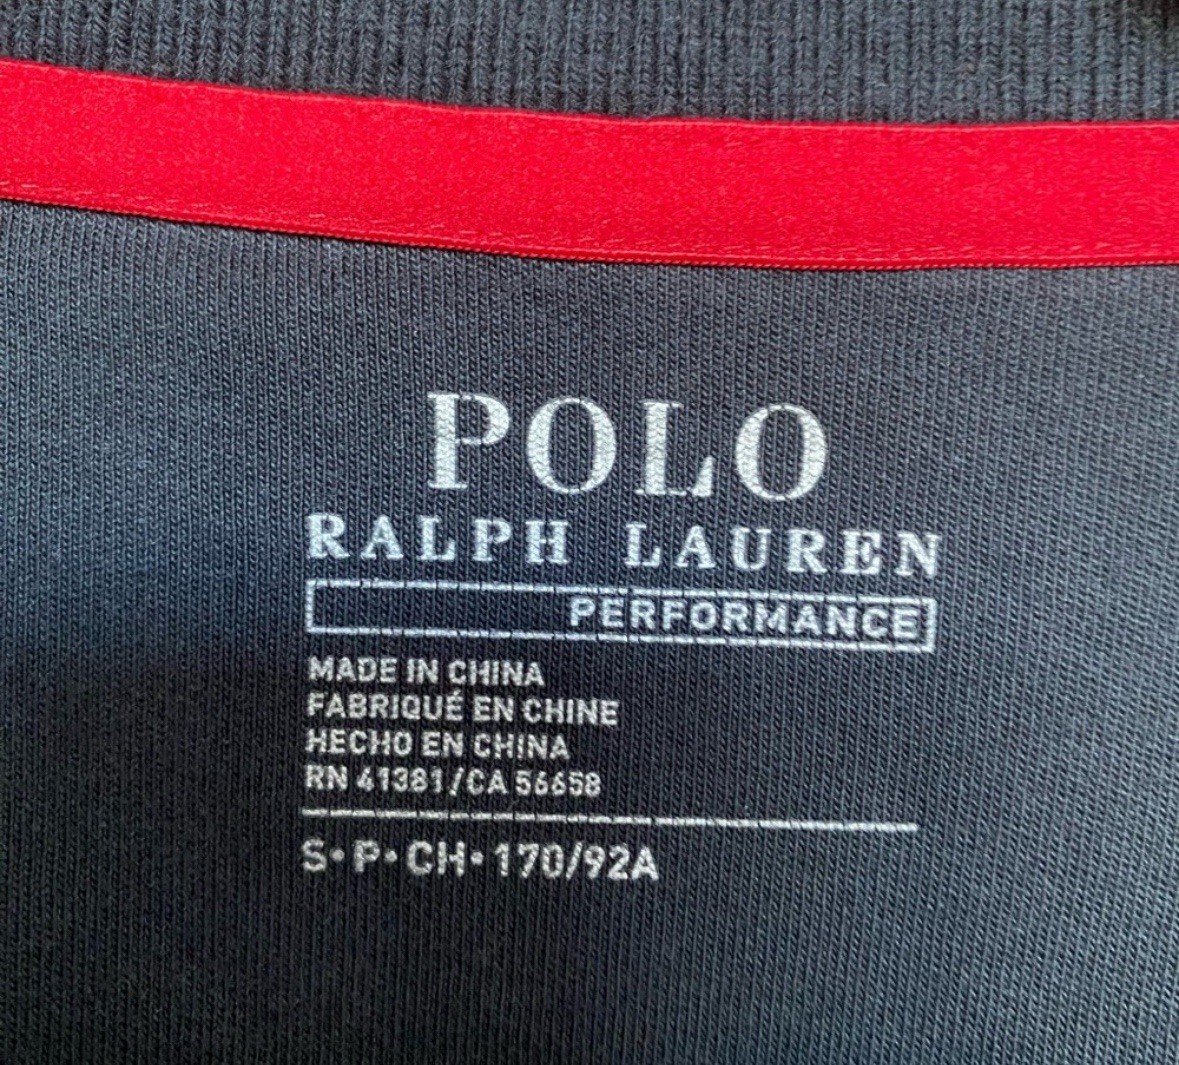 POLO
RALPH LAUREN
PERFORMANCE
MADE IN CHINA
FABRIQUÉ EN CHINE
HECHO EN CHINA
RN 41381/CA 56658
S•P•CH•170/92A